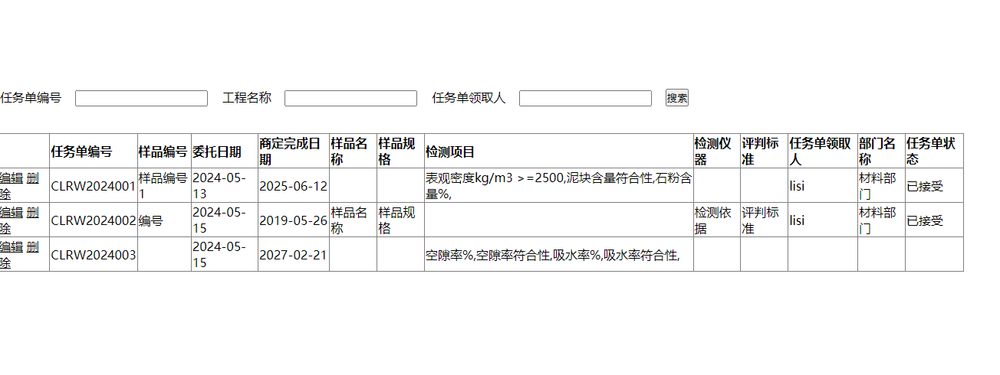 任务单编号 工程名称 任务单领取人 搜索
任务单编号 样品编号 委托日期 商定完成日期 样品名称 样品规格 检测项目 检测仪器 评判标准 任务单领取人 部门名称 任务单状态
编辑 删除 CLRW2024001 样品编号1 2024-05-13 2025-06-12 表观密度kg/m3 >=2500,泥块含量符合性,石粉含量%, lisi 材料部门 已接受
编辑 删除 CLRW2024002 编号 2024-05-15 2019-05-26 样品名称 样品规格 检测依据 评判标准 lisi 材料部门 已接受
编辑 删除 CLRW2024003 2024-05-15 2027-02-21 空隙率%,空隙率符合性,吸水率%,吸水率符合性,